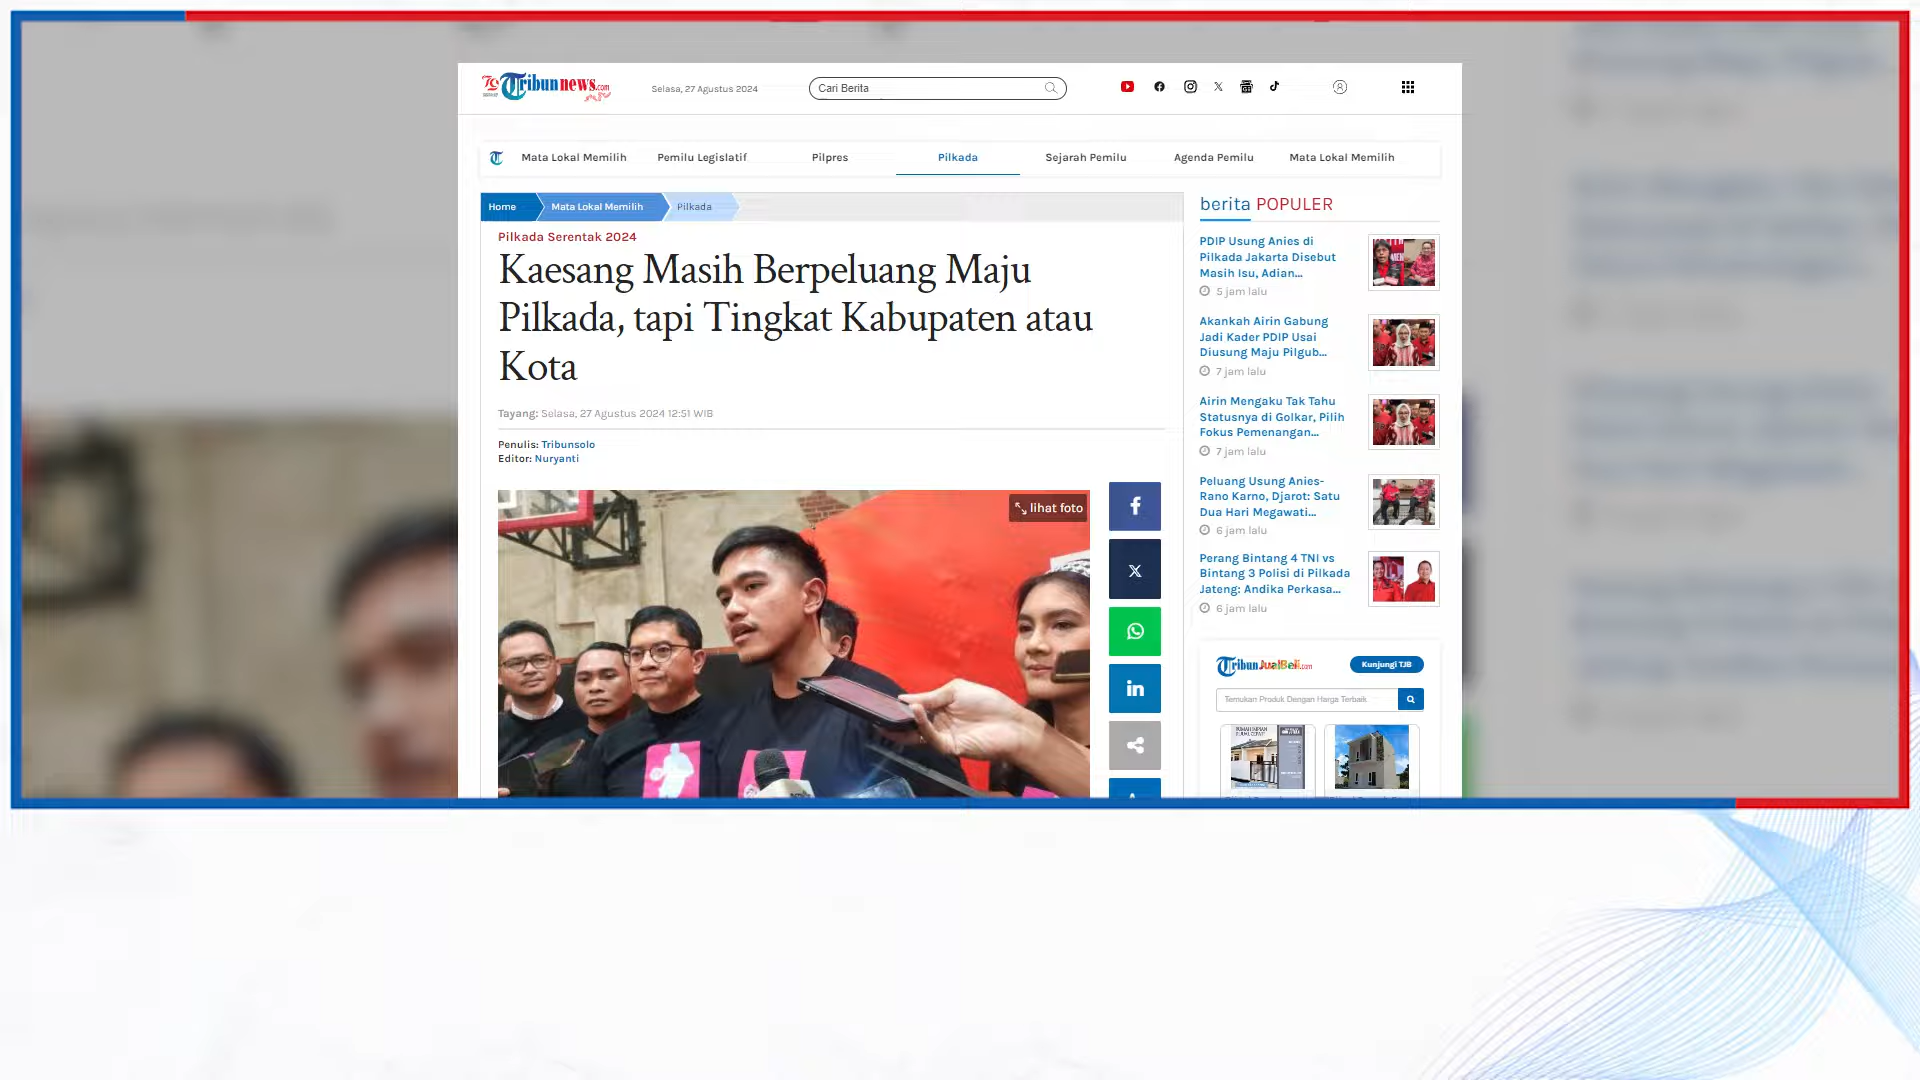 Tribunnews.com
Selasa, 27 Agustus 2024
Cari Berita
Mata Lokal Memilih
Pemilu Legislatif
Pilpres
Pilkada
Sejarah Pemilu
Agenda Pemilu
Mata Lokal Memilih
Home
Mata Lokal Memilih
Pilkada
Pilkada Serentak 2024
Kaesang Masih Berpeluang Maju
Pilkada, tapi Tingkat Kabupaten atau
Kota
Tayang: Selasa, 27 Agustus 2024 12:51 WIB
Penulis: Tribunsolo
Editor: Nuryanti
lihat foto
berita POPULER
PDIP Usung Anies di
Pilkada Jakarta Disebut
Masih Isu, Adian...
5 jam lalu
Akankah Airin Gabung
Jadi Kader PDIP Usai
Diusung Maju Pilgub...
7 jam lalu
Airin Mengaku Tak Tahu
Statusnya di Golkar, Pilih
Fokus Pemenangan...
7 jam lalu
Peluang Usung Anies-
Rano Karno, Djarot: Satu
Dua Hari Megawati...
6 jam lalu
Perang Bintang 4 TNI vs
Bintang 3 Polisi di Pilkada
Jateng: Andika Perkasa...
6 jam lalu
TribunJualBeli.com
Kunjungi TJB
Temukan Produk Dengan Harga Terbaik